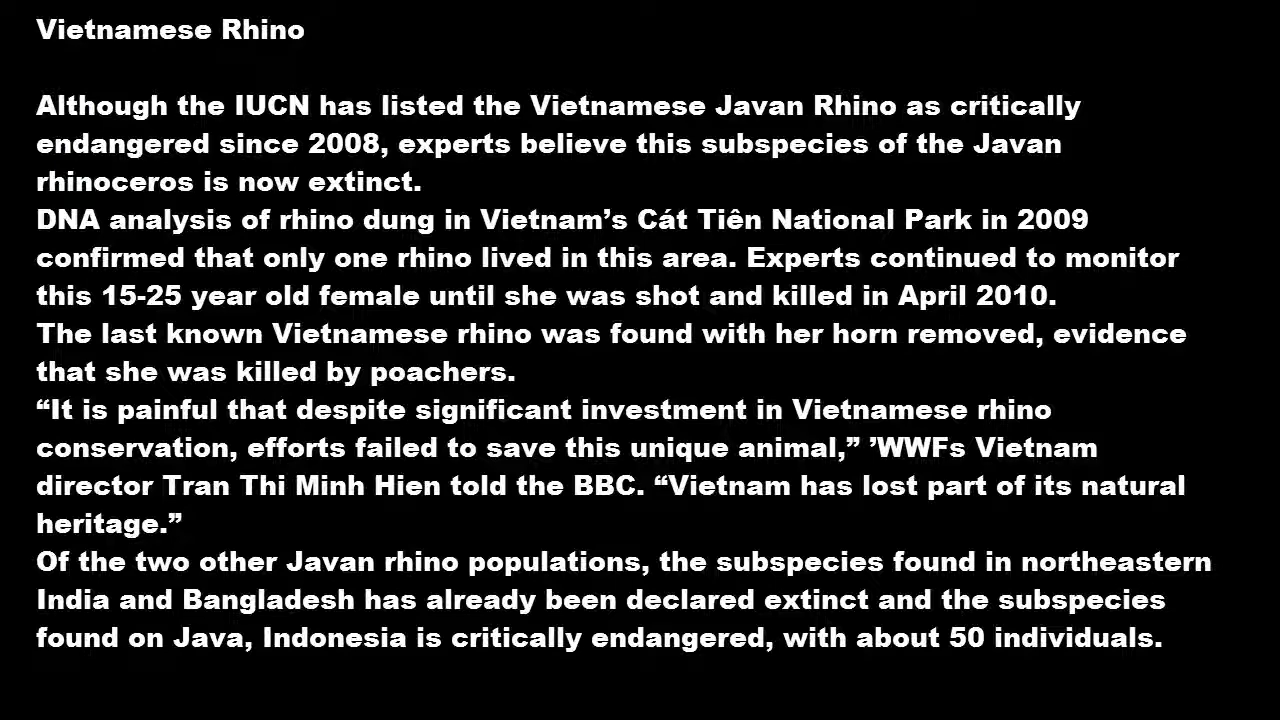 Vietnamese Rhino
Although the IUCN has listed the Vietnamese Javan Rhino as critically
endangered since 2008, experts believe this subspecies of the Javan
rhinoceros is now extinct.
DNA analysis of rhino dung in Vietnam’s Cát Tiên National Park in 2009
confirmed that only one rhino lived in this area. Experts continued to monitor
this 15-25 year old female until she was shot and killed in April 2010.
The last known Vietnamese rhino was found with her horn removed, evidence
that she was killed by poachers.
“It is painful that despite significant investment in Vietnamese rhino
conservation, efforts failed to save this unique animal,” ’WWFs Vietnam
director Tran Thi Minh Hien told the BBC. “Vietnam has lost part of its natural
heritage.”
Of the two other Javan rhino populations, the subspecies found in northeastern
India and Bangladesh has already been declared extinct and the subspecies
found on Java, Indonesia is critically endangered, with about 50 individuals.